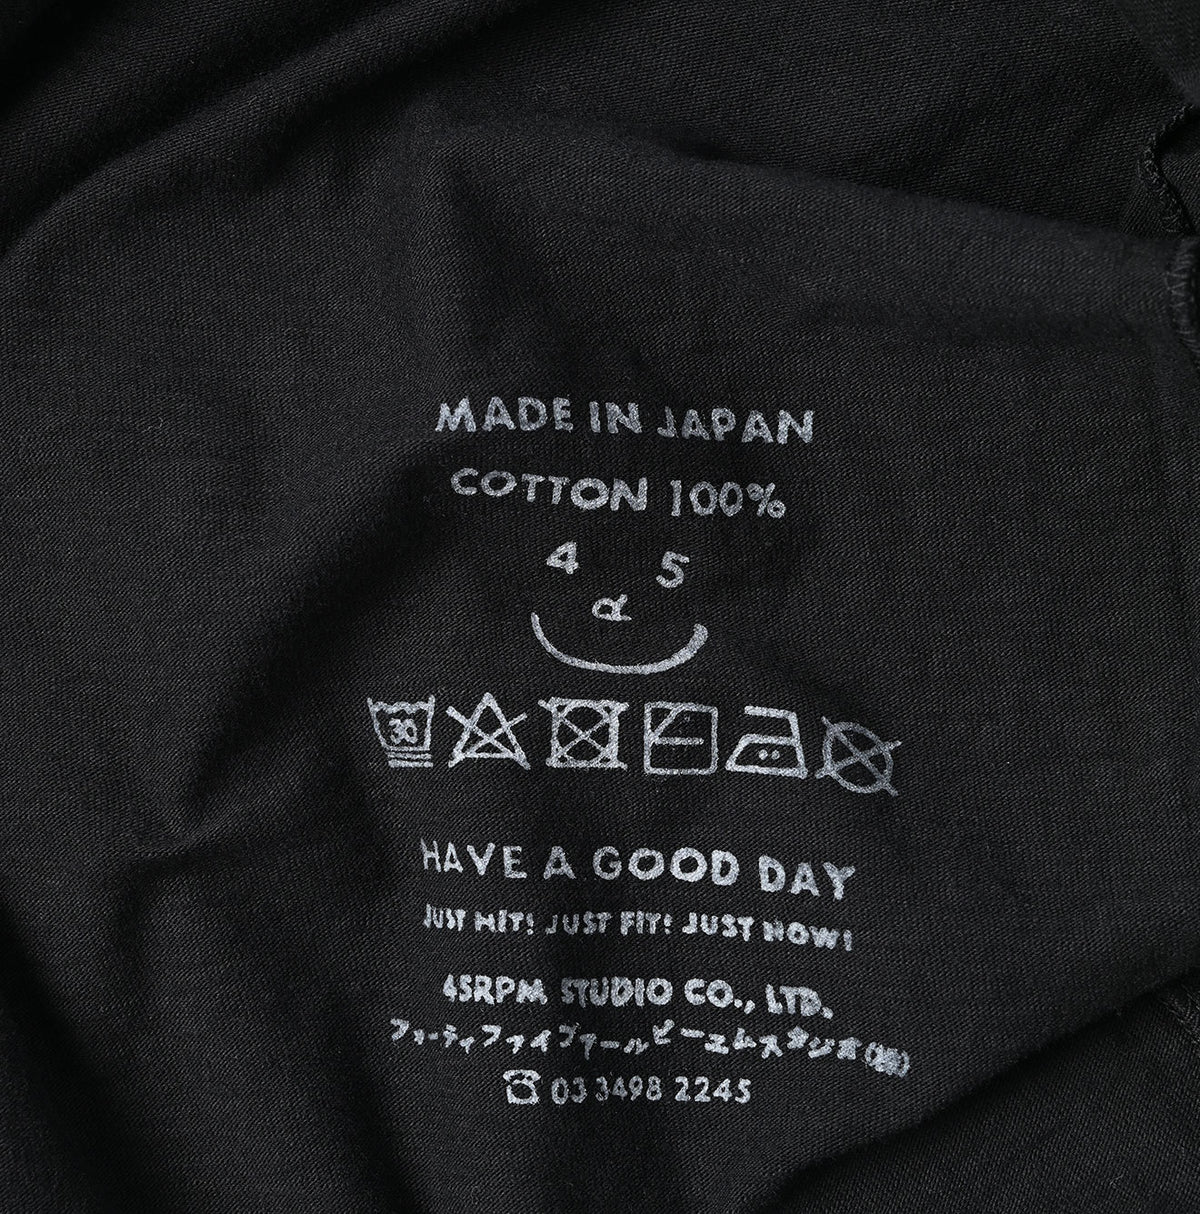 MADE IN JAPAN
COTTON 100%
4 5
R
30
HAVE A GOOD DAY
JUST HIT! JUST FIT! JUST NOW!
45RPM STUDIO CO., LTD.
フォーティファイブアールピーエムスタジオ(株)
☎ 03 3498 2245